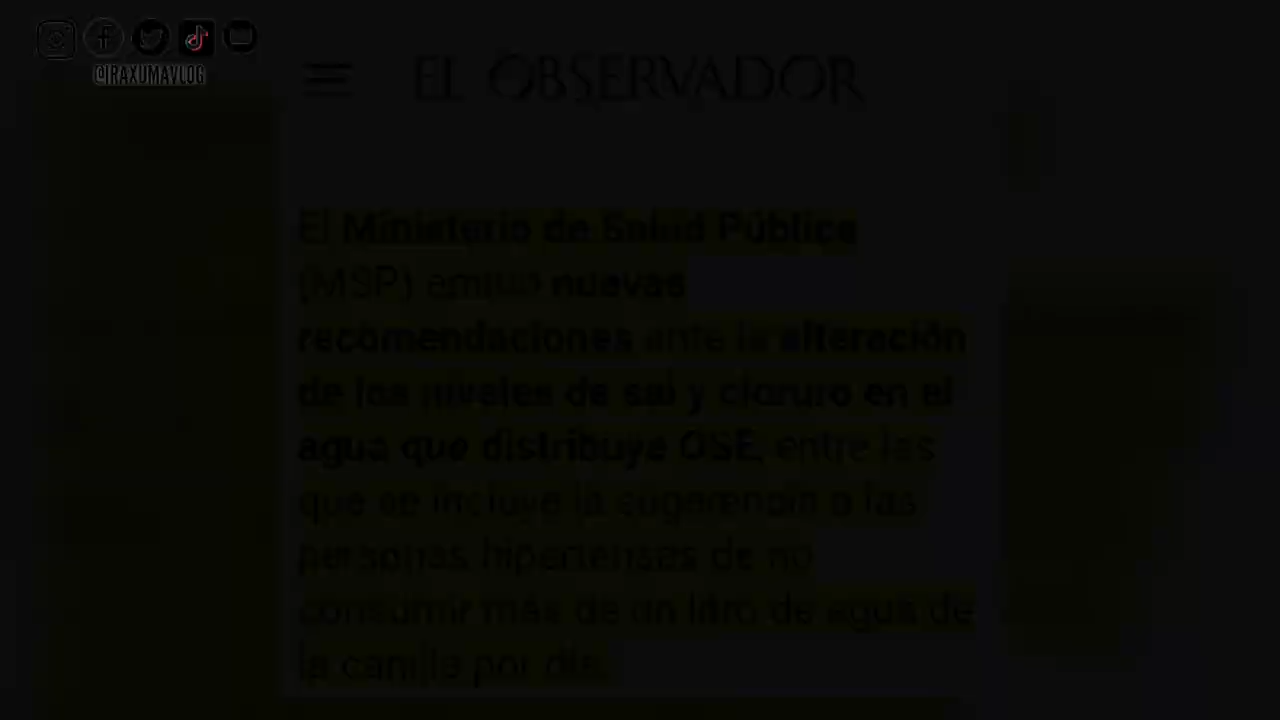 @IRAXUMAVLOG
EL OBSERVADOR
El Ministerio de Salud Pública
(MSP) emitió nuevas
recomendaciones ante la alteración
de los niveles de sal y cloruro en el
agua que distribuye OSE, entre las
que se incluye la sugerencia a las
personas hipertensas de no
consumir más de un litro de agua de
la canilla por día.